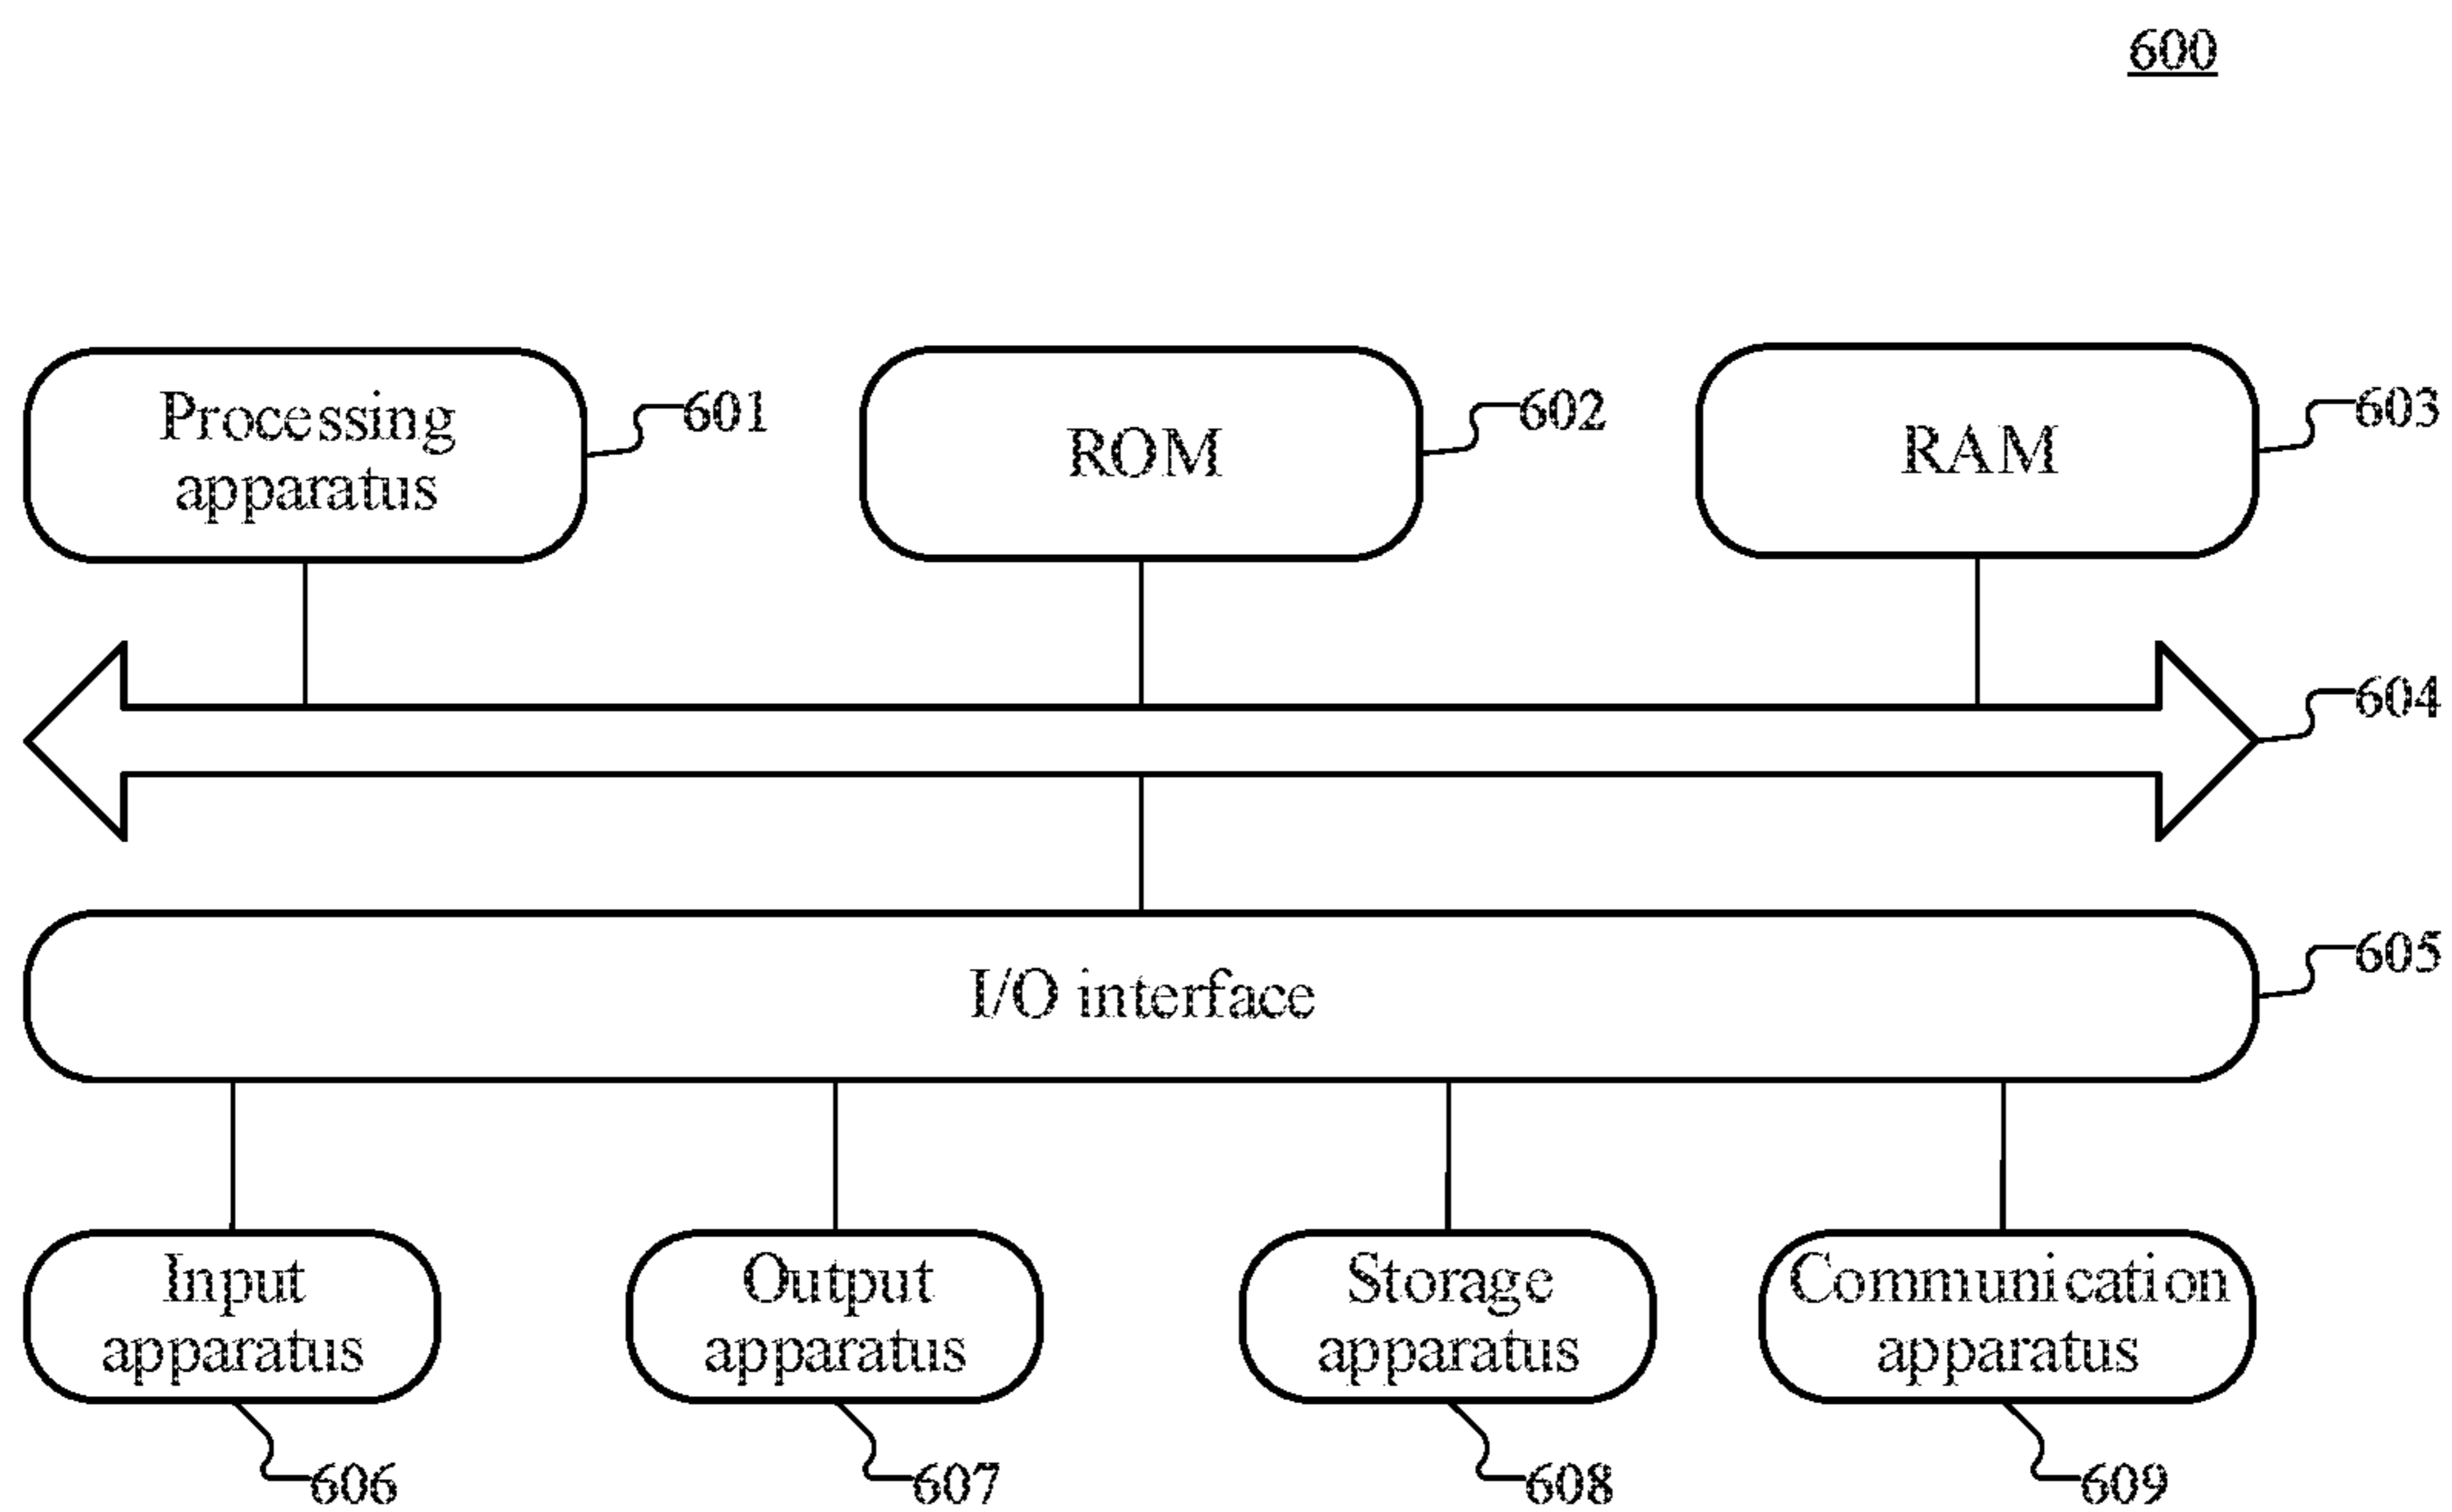 600
Processing
apparatus
601
ROM
602
RAM
603
604
I/O interface
605
Input
apparatus
606
Output
apparatus
607
Storage
apparatus
608
Communication
apparatus
609